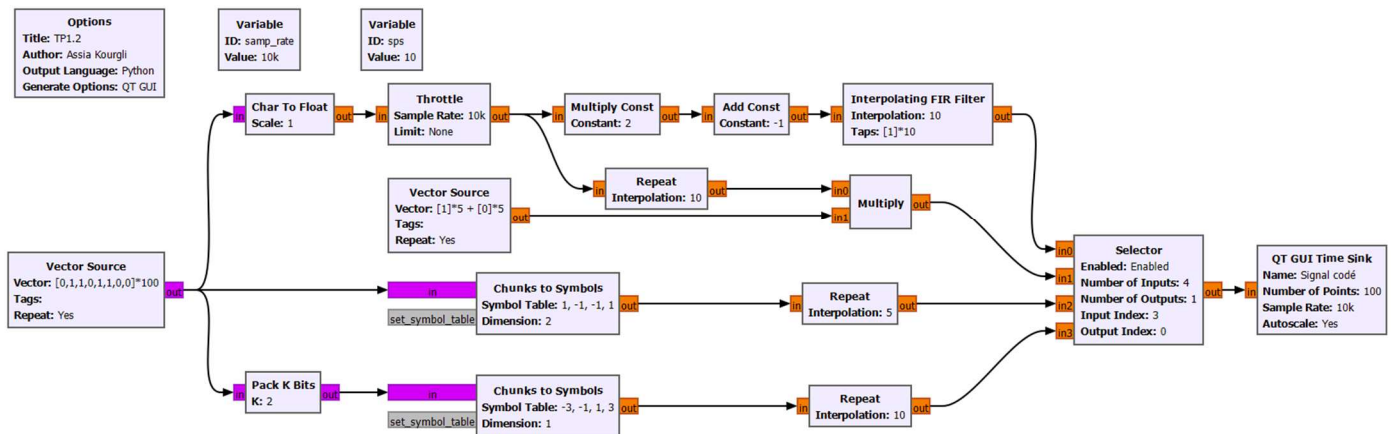 Options
Title: TP1.2
Author: Assia Kourgli
Output Language: Python
Generate Options: QT GUI
Variable
ID: samp_rate
Value: 10k
Variable
ID: sps
Value: 10
in
Char To Float
Scale: 1
out
in
Throttle
Sample Rate: 10k
Limit: None
out
in
Multiply Const
Constant: 2
out
in
Add Const
Constant: -1
out
in
Interpolating FIR Filter
Interpolation: 10
Taps: [1]*10
out
in
Repeat
Interpolation: 10
out
Vector Source
Vector: [1]*5 + [0]*5
Tags:
Repeat: Yes
out
in0
in1
Multiply
out
Vector Source
Vector: [0,1,1,0,1,1,0,0]*100
Tags:
Repeat: Yes
out
in
set_symbol_table
Chunks to Symbols
Symbol Table: 1, -1, -1, 1
Dimension: 2
out
in
Repeat
Interpolation: 5
out
in0
in1
in2
in3
Selector
Enabled: Enabled
Number of Inputs: 4
Number of Outputs: 1
Input Index: 3
Output Index: 0
out
in
QT GUI Time Sink
Name: Signal codé
Number of Points: 100
Sample Rate: 10k
Autoscale: Yes
in
Pack K Bits
K: 2
out
in
set_symbol_table
Chunks to Symbols
Symbol Table: -3, -1, 1, 3
Dimension: 1
out
in
Repeat
Interpolation: 10
out